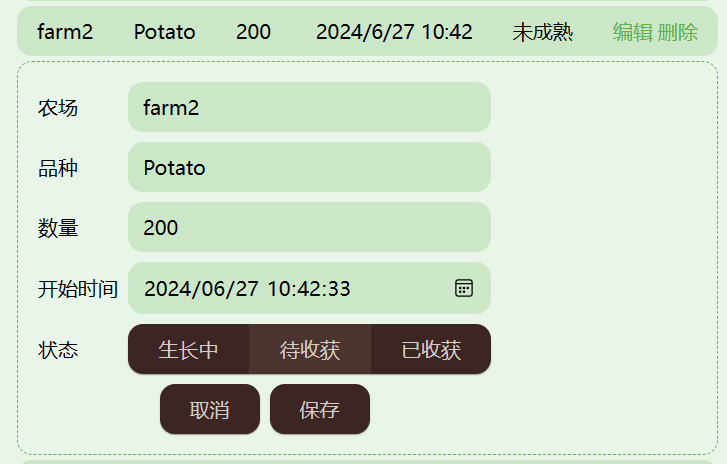 farm2 Potato 200 2024/6/27 10:42 未成熟 编辑 删除
农场 farm2
品种 Potato
数量 200
开始时间 2024/06/27 10:42:33
状态 生长中 待收获 已收获
取消 保存